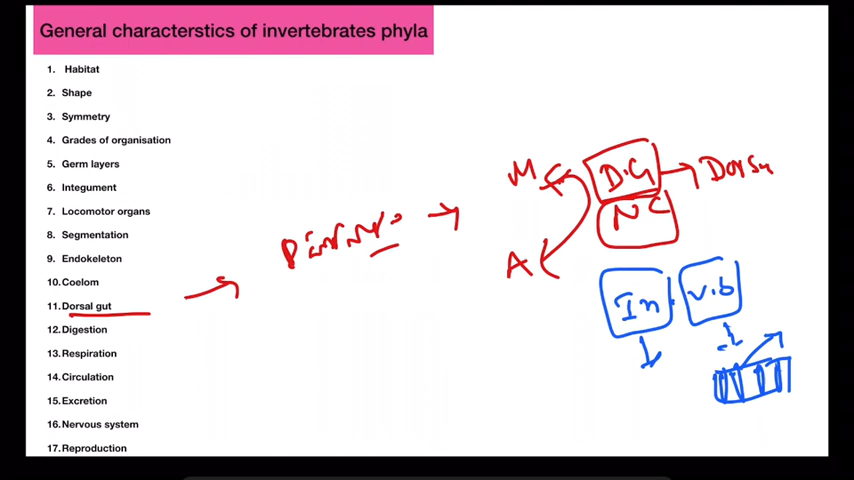 General characterstics of invertebrates phyla
1. Habitat
2. Shape
3. Symmetry
4. Grades of organisation
5. Germ layers
6. Integument
7. Locomotor organs
8. Segmentation
9. Endokeleton
10. Coelom
11. Dorsal gut
12. Digestion
13. Respiration
14. Circulation
15. Excretion
16. Nervous system
17. Reproduction
M
D.G
NC
A
In
v.b